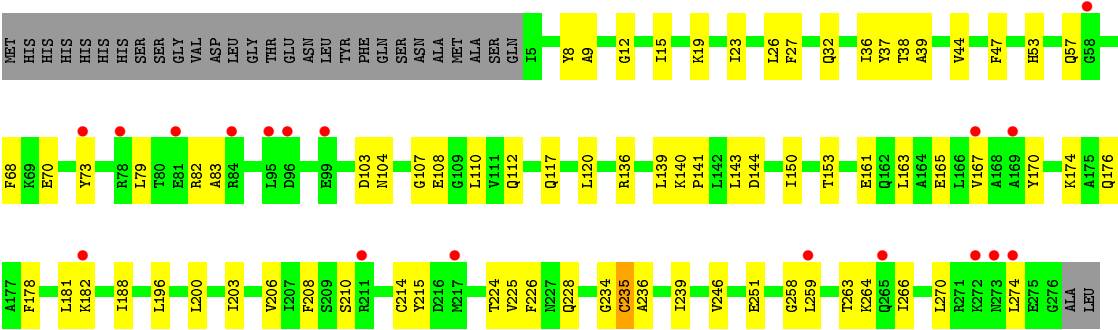 MET HIS HIS HIS HIS HIS HIS SER SER GLY VAL ASP LEU GLY THR GLU ASN LEU TYR PHE GLN SER ASN ALA MET ALA SER GLN I5 Y8 A9 G12 I15 K19 I23 L26 F27 Q32 I36 Y37 T38 A39 V44 F47 H53 Q57 G58
F68 K69 E70 Y73 R78 L79 T80 E81 R82 A83 R84 L95 D96 E99 D103 N104 G107 E108 G109 L110 V111 Q112 Q117 L120 R136 L139 K140 P141 L142 L143 D144 I150 T153 E161 Q162 L163 A164 E165 L166 V167 A168 A169 Y170 K174 A175 Q176
A177 F178 L181 K182 I188 L196 L200 I203 V206 I207 F208 S209 S210 R211 C214 Y215 D216 M217 T224 V225 F226 N227 Q228 G234 C235 A236 I239 V246 E251 G258 L259 T263 K264 Q265 I266 L270 R271 K272 N273 L274 E275 G276 ALA LEU